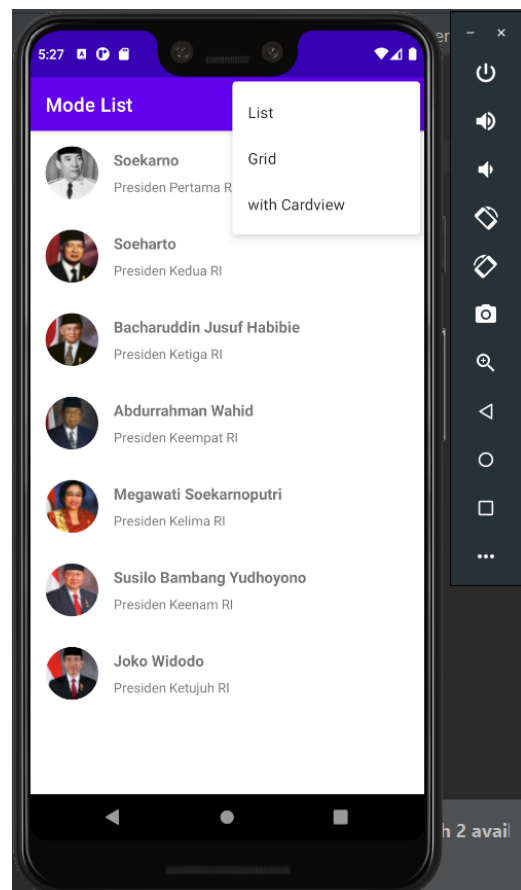 er
5:27
Mode List
List
Grid
with Cardview
Soekarno
Presiden Pertama R
Soeharto
Presiden Kedua RI
Bacharuddin Jusuf Habibie
Presiden Ketiga RI
Abdurrahman Wahid
Presiden Keempat RI
Megawati Soekarnoputri
Presiden Kelima RI
Susilo Bambang Yudhoyono
Presiden Keenam RI
Joko Widodo
Presiden Ketujuh RI
h 2 avail